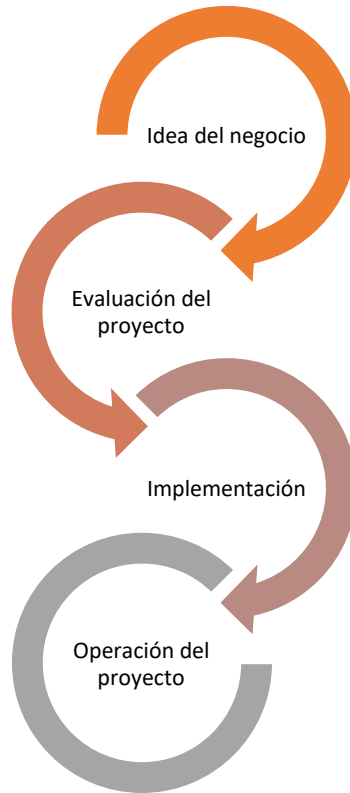 Idea del negocio
Evaluación del
proyecto
Implementación
Operación del
proyecto